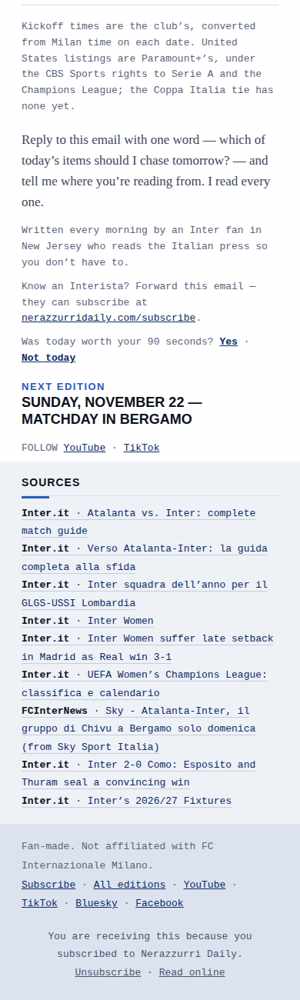 Kickoff times are the club’s, converted
from Milan time on each date. United
States listings are Paramount+’s, under
the CBS Sports rights to Serie A and the
Champions League; the Coppa Italia tie has
none yet.
Reply to this email with one word — which of
today’s items should I chase tomorrow? — and
tell me where you’re reading from. I read every
one.
Written every morning by an Inter fan in
New Jersey who reads the Italian press so
you don’t have to.
Know an Interista? Forward this email —
they can subscribe at
nerazzurridaily.com/subscribe.
Was today worth your 90 seconds? Yes ·
Not today
NEXT EDITION
SUNDAY, NOVEMBER 22 —
MATCHDAY IN BERGAMO
FOLLOW YouTube · TikTok
SOURCES
Inter.it · Atalanta vs. Inter: complete
match guide
Inter.it · Verso Atalanta-Inter: la guida
completa alla sfida
Inter.it · Inter squadra dell’anno per il
GLGS-USSI Lombardia
Inter.it · Inter Women
Inter.it · Inter Women suffer late setback
in Madrid as Real win 3-1
Inter.it · UEFA Women’s Champions League:
classifica e calendario
FCInterNews · Sky - Atalanta-Inter, il
gruppo di Chivu a Bergamo solo domenica
(from Sky Sport Italia)
Inter.it · Inter 2-0 Como: Esposito and
Thuram seal a convincing win
Inter.it · Inter’s 2026/27 Fixtures
Fan-made. Not affiliated with FC
Internazionale Milano.
Subscribe · All editions · YouTube ·
TikTok · Bluesky · Facebook
You are receiving this because you
subscribed to Nerazzurri Daily.
Unsubscribe · Read online